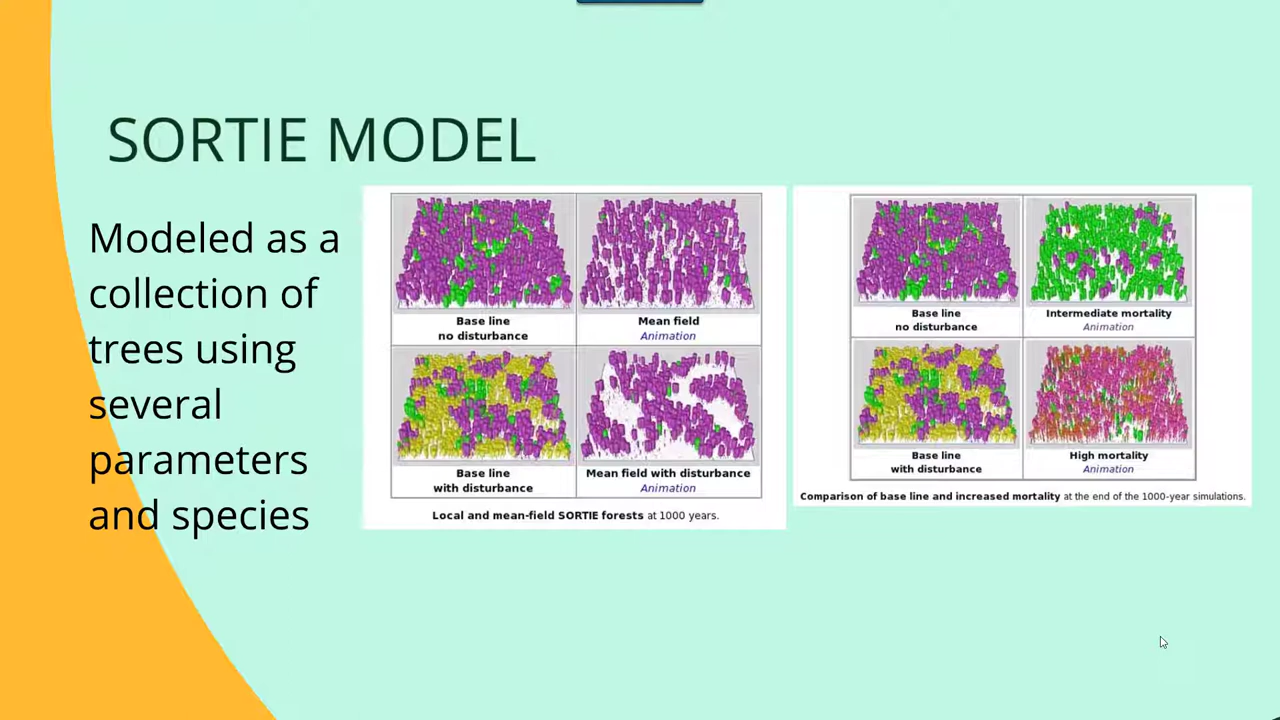 SORTIE MODEL
Modeled as a
collection of
trees using
several
parameters
and species
Base line
no disturbance
Mean field
Animation
Base line
with disturbance
Mean field with disturbance
Animation
Local and mean-field SORTIE forests at 1000 years.
Base line
no disturbance
Intermediate mortality
Animation
Base line
with disturbance
High mortality
Animation
Comparison of base line and increased mortality at the end of the 1000-year simulations.